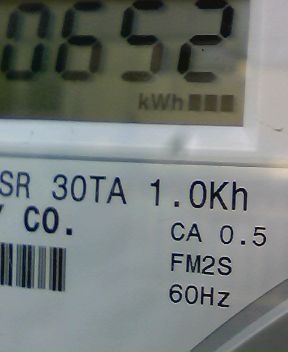 0652
kWh
SR 30TA 1.0Kh
Y CO.
CA 0.5
FM2S
60Hz